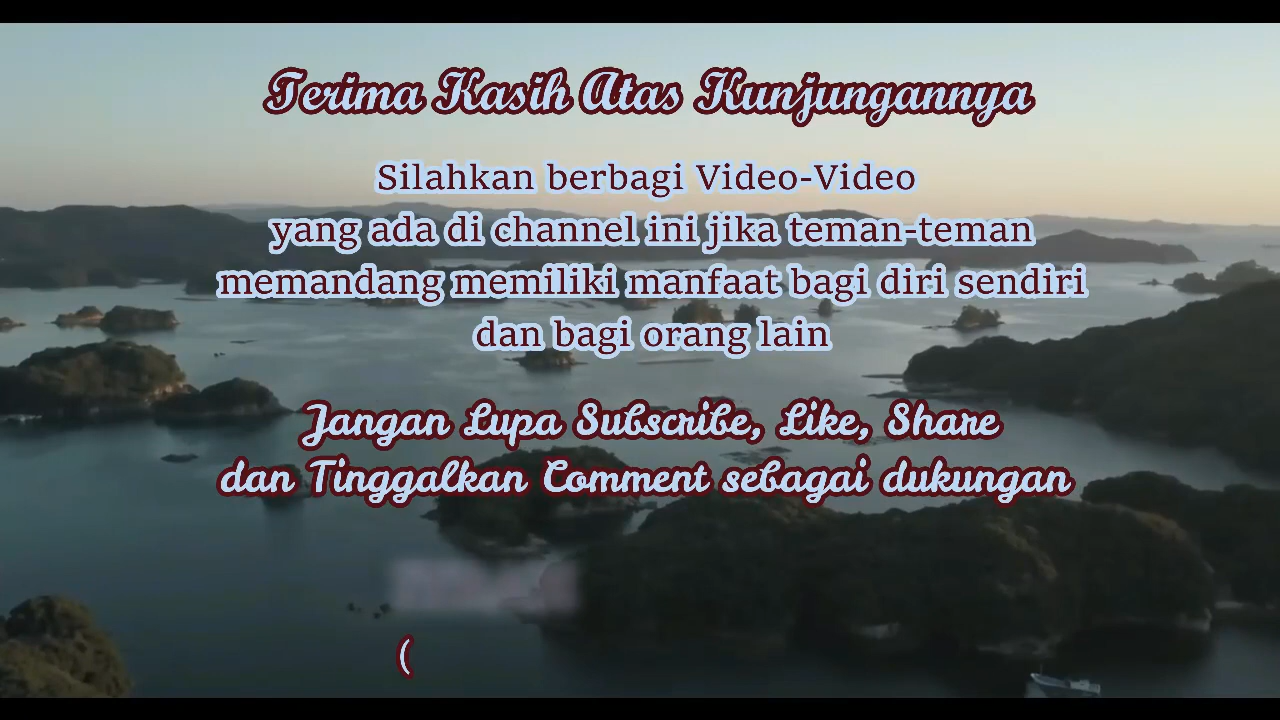 Terima Kasih Atas Kunjungannya
Silahkan berbagi Video-Video
yang ada di channel ini jika teman-teman
memandang memiliki manfaat bagi diri sendiri
dan bagi orang lain
Jangan Lupa Subscribe, Like, Share
dan Tinggalkan Comment sebagai dukungan
(